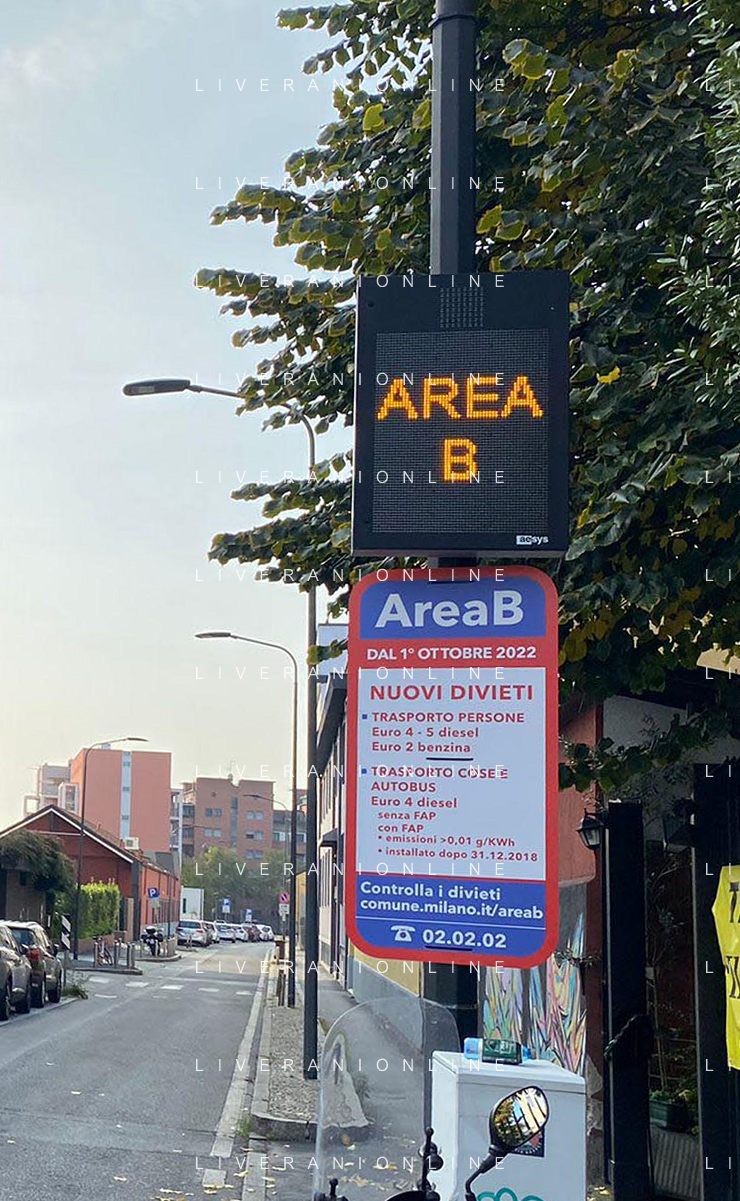 LIVERANIONLINE
AREA
B
aesys
AreaB
DAL 1° OTTOBRE 2022
NUOVI DIVIETI
▪ TRASPORTO PERSONE
Euro 4 - 5 diesel
Euro 2 benzina
▪ TRASPORTO COSE E
AUTOBUS
Euro 4 diesel
senza FAP
con FAP
• emissioni >0,01 g/KWh
• installato dopo 31.12.2018
Controlla i divieti
comune.milano.it/areab
☎ 02.02.02
P